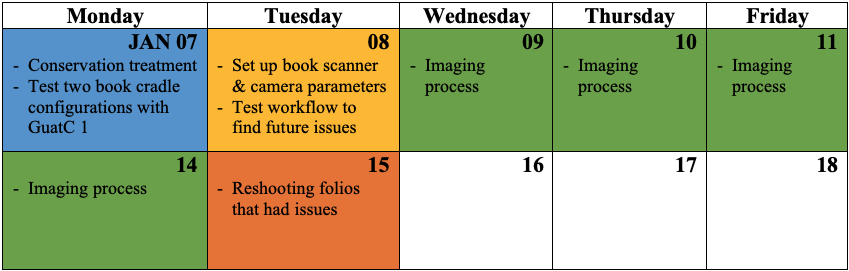 Monday Tuesday Wednesday Thursday Friday
JAN 07
- Conservation treatment
- Test two book cradle
configurations with
GuatC 1
08
- Set up book scanner
& camera parameters
- Test workflow to
find future issues
09
- Imaging
process
10
- Imaging
process
11
- Imaging
process
14
- Imaging process
15
- Reshooting folios
that had issues
16
17
18